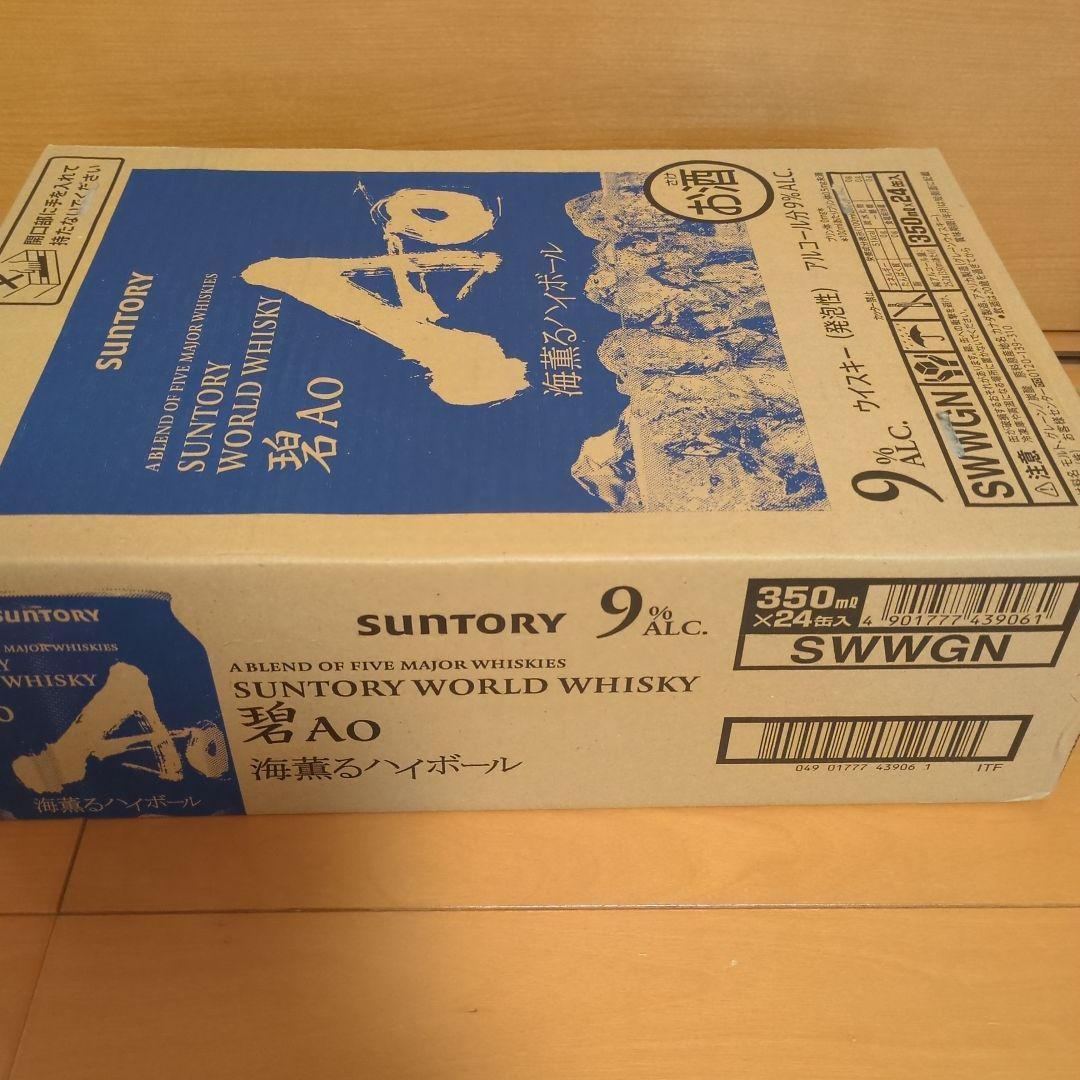 開口部に手を入れて
持たないでください
SUNTORY
A BLEND OF FIVE MAJOR WHISKIES
SUNTORY
WORLD WHISKY
碧AO
AO
海薫るハイボール
さけ
お酒
ウイスキー(発泡性) アルコール分9%ALC.
9%
ALC.
350ml×24缶入
SWWGN
⚠注意
SUNTORY 9%
ALC.
A BLEND OF FIVE MAJOR WHISKIES
SUNTORY WORLD WHISKY
碧AO
海薫るハイボール
350ml
×24缶入
4 901777 439061
SWWGN
049 01777 43906 1 ITF
SUNTORY
MAJOR WHISKIES
WHISKY
AO
海薫るハイボール